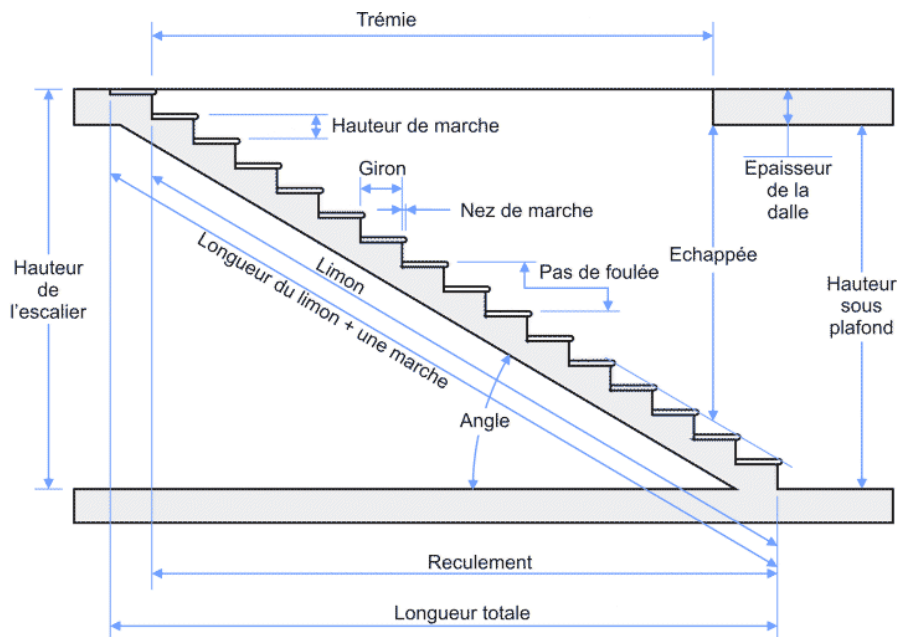 Trémie
Hauteur de marche
Giron
Nez de marche
Epaisseur
de la
dalle
Echappée
Pas de foulée
Hauteur
de
l'escalier
Limon
Longueur du limon + une marche
Hauteur
sous
plafond
Angle
Reculement
Longueur totale